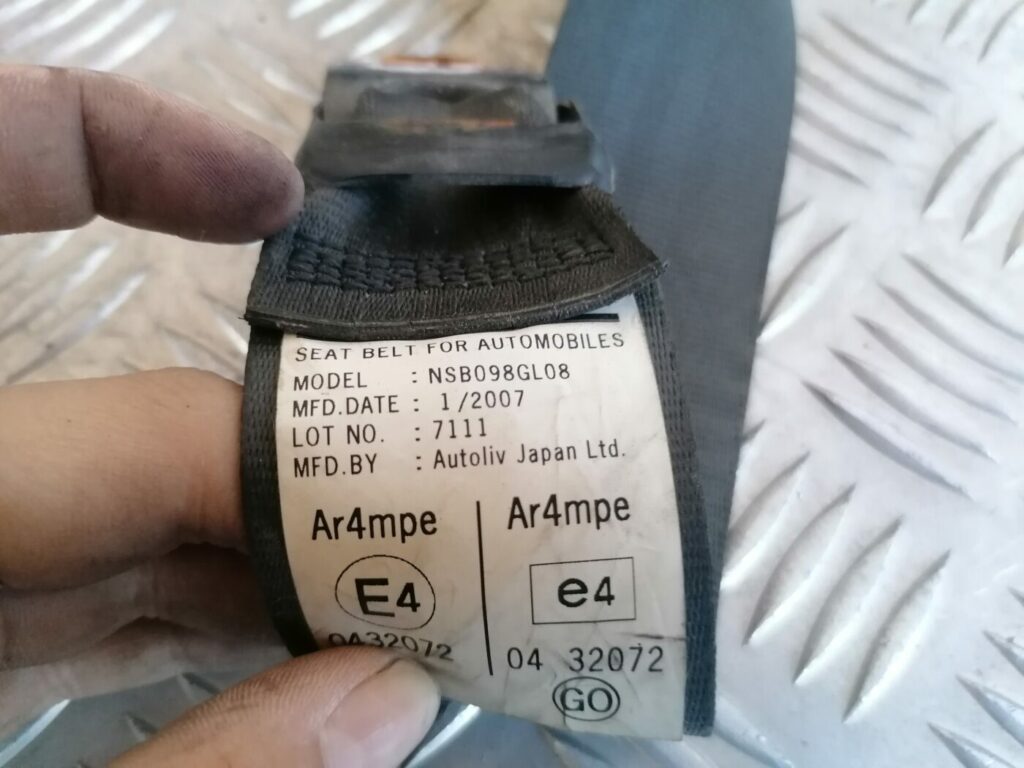 SEAT BELT FOR AUTOMOBILES
MODEL : NSB098GL08
MFD.DATE : 1/2007
LOT NO. : 7111
MFD.BY : Autoliv Japan Ltd.
Ar4mpe
E4
0432072
Ar4mpe
e4
04 32072
GO